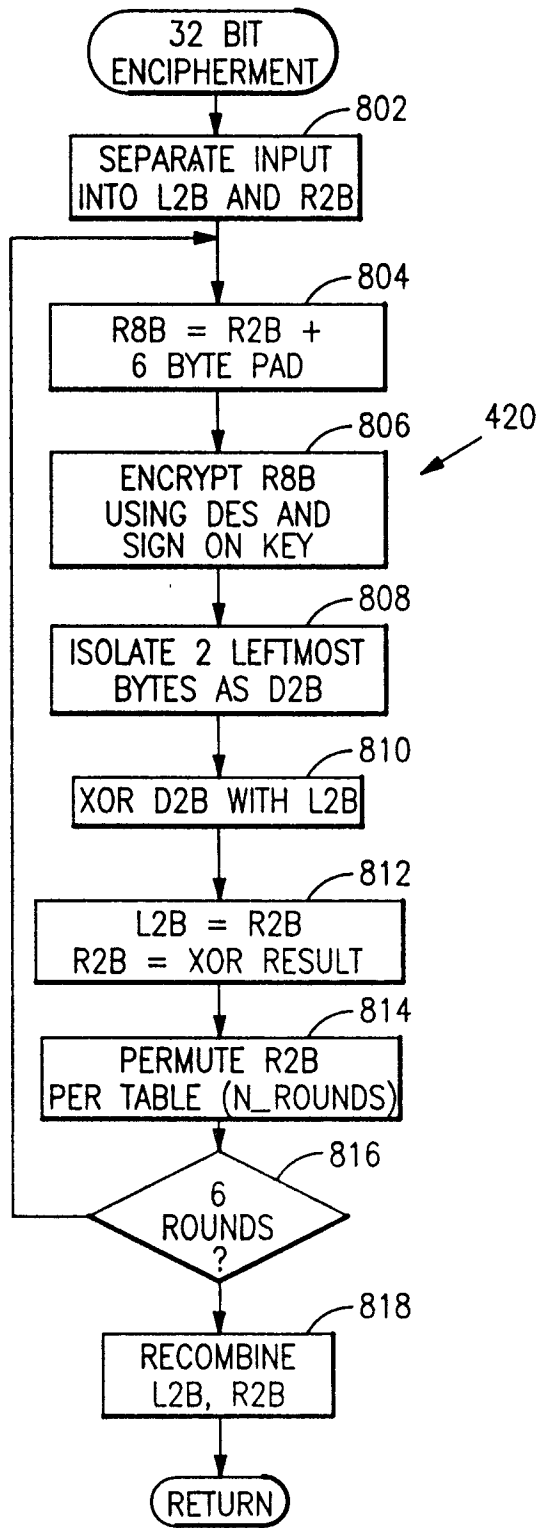 32 BIT
ENCIPHERMENT
802
SEPARATE INPUT
INTO L2B AND R2B
804
R8B = R2B +
6 BYTE PAD
806
420
ENCRYPT R8B
USING DES AND
SIGN ON KEY
808
ISOLATE 2 LEFTMOST
BYTES AS D2B
810
XOR D2B WITH L2B
812
L2B = R2B
R2B = XOR RESULT
814
PERMUTE R2B
PER TABLE (N_ROUNDS)
816
6
ROUNDS
?
818
RECOMBINE
L2B, R2B
RETURN